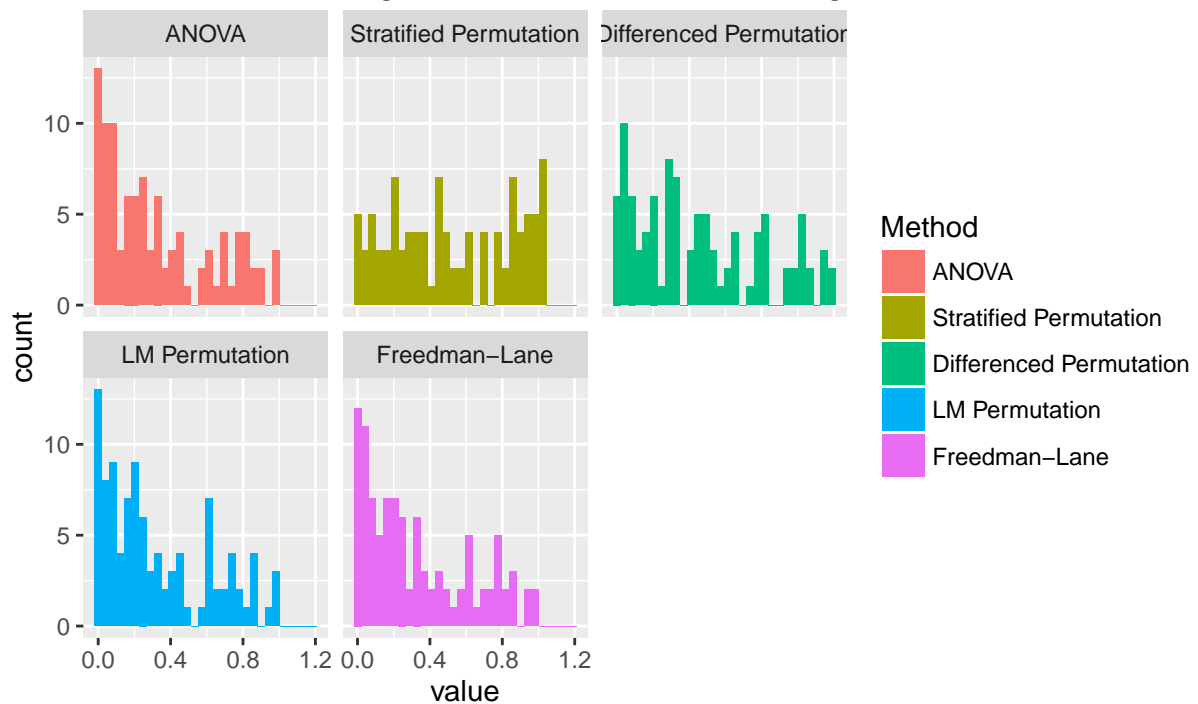 ANOVA
Stratified Permutation
Differenced Permutation
10
5
0
LM Permutation
Freedman−Lane
10
5
0
0.0 0.4 0.8 1.2
0.0 0.4 0.8 1.2
value
count
Method
ANOVA
Stratified Permutation
Differenced Permutation
LM Permutation
Freedman−Lane